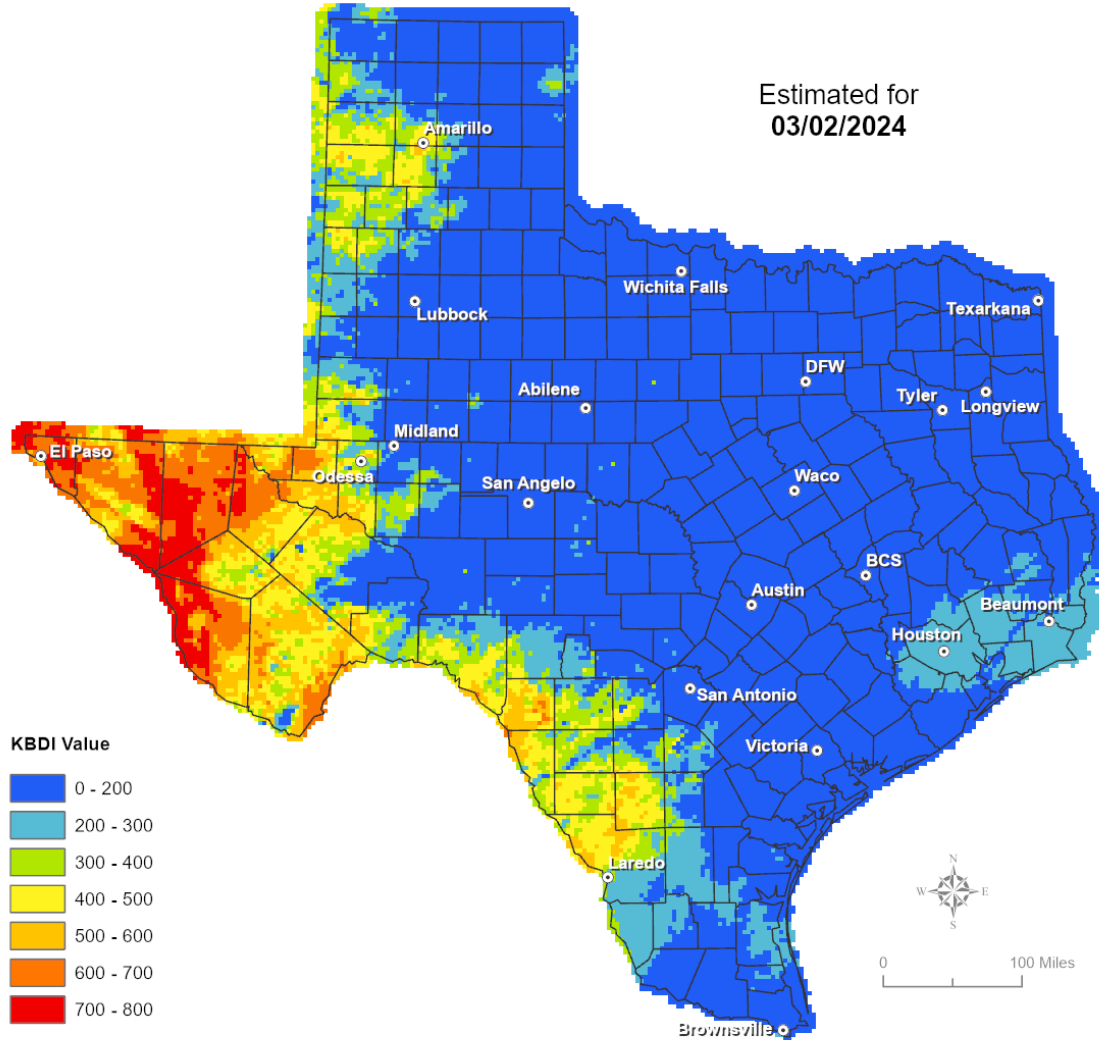 Estimated for
03/02/2024
Amarillo
Wichita Falls
Lubbock
Texarkana
DFW
Abilene
Tyler
Longview
Midland
El Paso
Odessa
San Angelo
Waco
BCS
Austin
Beaumont
Houston
San Antonio
Victoria
KBDI Value
0 - 200
200 - 300
300 - 400
400 - 500
500 - 600
600 - 700
700 - 800
Laredo
N
W E
S
0 100 Miles
Brownsville